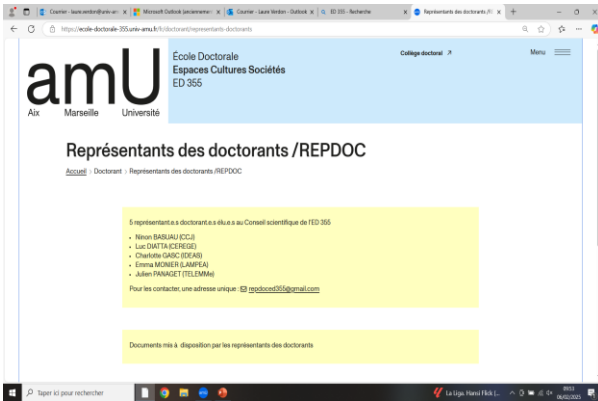 Courrier - laure.verdon@univ-am
Microsoft Outlook (anciennement
Courrier - Laure Verdon - Outlook
ED 355 - Recherche
Représentants des doctorants /R
https://ecole-doctorale-355.univ-amu.fr/fr/doctorant/representants-doctorants
amU
Aix Marseille Université
École Doctorale
Espaces Cultures Sociétés
ED 355
Collège doctoral
Menu
Représentants des doctorants /REPDOC
Accueil Doctorant Représentants des doctorants /REPDOC
5 représentant.e.s doctorant.e.s élu.e.s au Conseil scientifique de l'ED 355
Ninon BASUAU (CCJ)
Luc DIATTA (CEREGE)
Charlotte GASC (IDEAS)
Emma MONIER (LAMPEA)
Julien PANAGET (TELEMMe)
Pour les contacter, une adresse unique : repdoced355@gmail.com
Documents mis à disposition par les représentants des doctorants
Taper ici pour rechercher
La Liga. Hansi Flick (...
06/02/2025